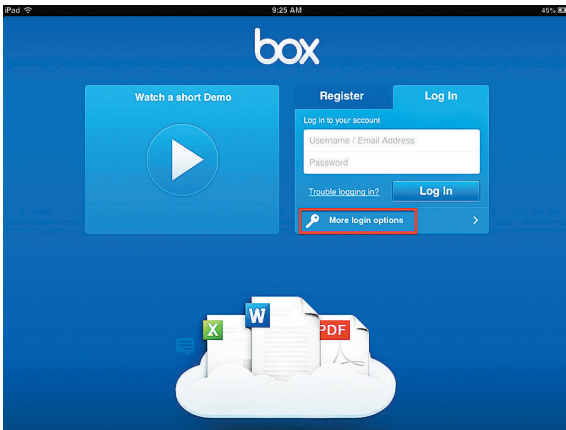 iPad 9:25 AM 45%
box
Watch a short Demo
Register Log In
Log in to your account
Username / Email Address
Password
Trouble logging in? Log In
More login options
X W PDF